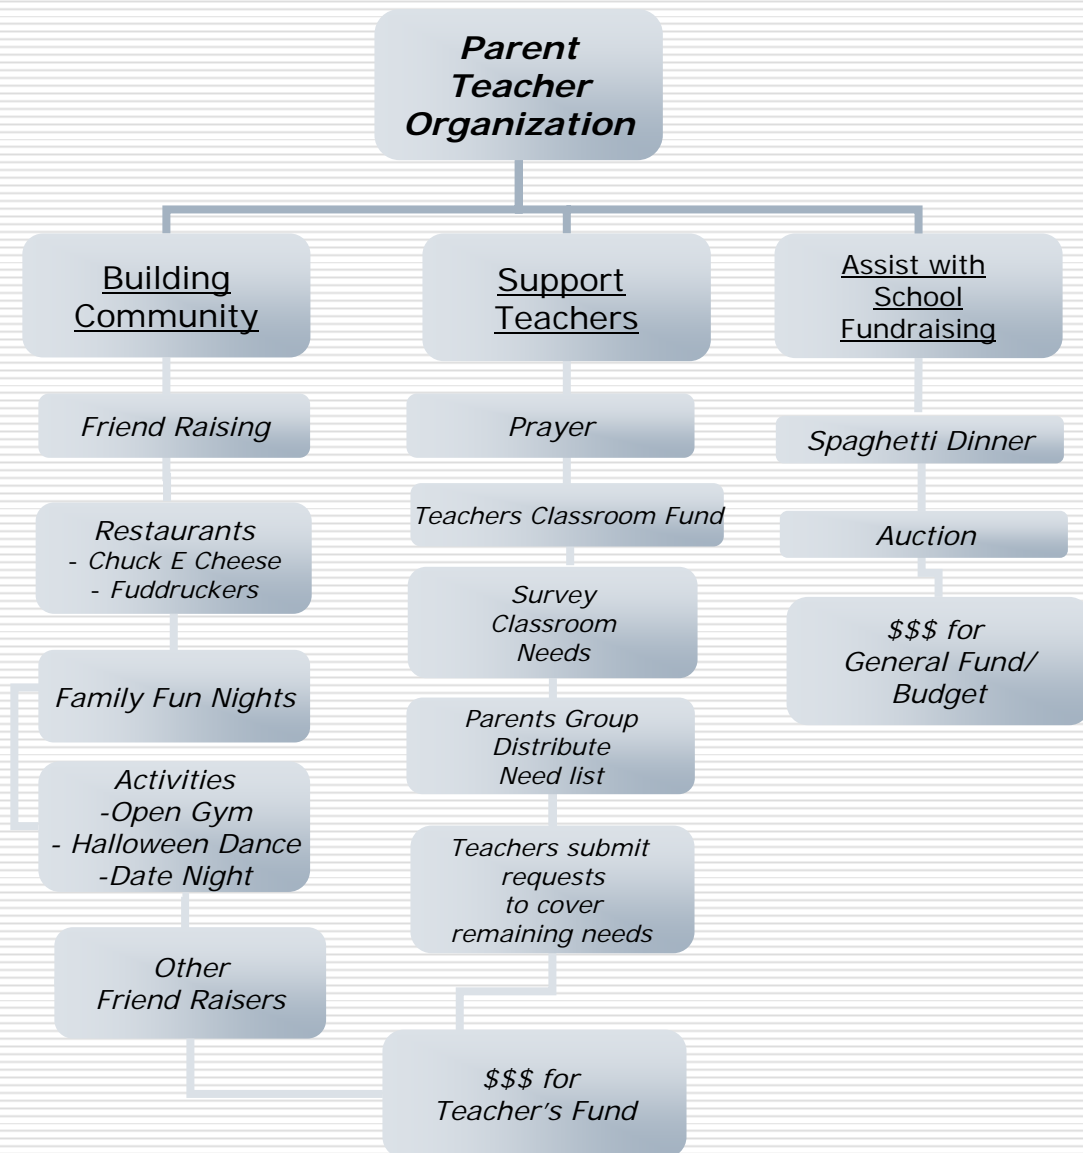 Parent
Teacher
Organization
Building
Community
Friend Raising
Restaurants
- Chuck E Cheese
- Fuddruckers
Family Fun Nights
Activities
-Open Gym
- Halloween Dance
-Date Night
Other
Friend Raisers
Support
Teachers
Prayer
Teachers Classroom Fund
Survey
Classroom
Needs
Parents Group
Distribute
Need list
Teachers submit
requests
to cover
remaining needs
$$$ for
Teacher's Fund
Assist with
School
Fundraising
Spaghetti Dinner
Auction
$$$ for
General Fund/
Budget